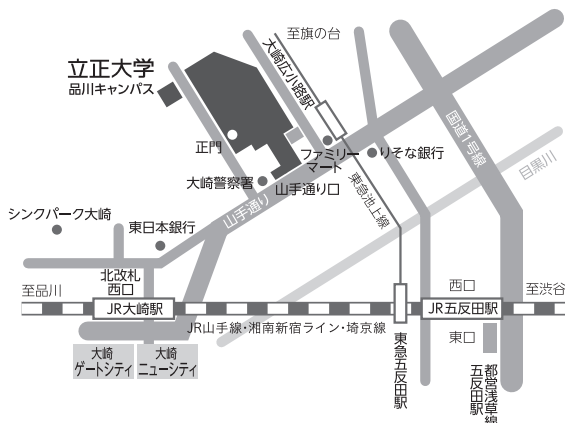 至旗の台
大崎広小路駅
立正大学
品川キャンパス
国道1号線
正門
ファミリー
マート
りそな銀行
目黒川
大崎警察署
山手通り口
東急池上線
山手通り
シンクパーク大崎
東日本銀行
北改札
西口
至品川
JR大崎駅
西口
JR五反田駅
至渋谷
JR山手線・湘南新宿ライン・埼京線
東口
東急五反田駅
大崎
ゲートシティ
大崎
ニューシティ
都営浅草線
五反田駅